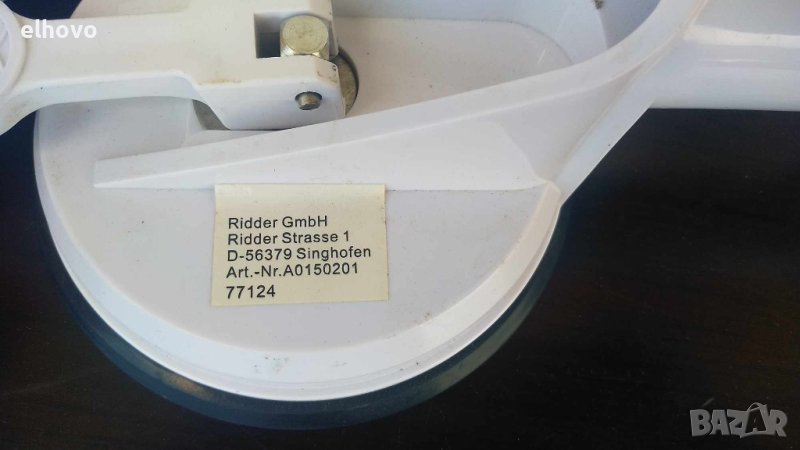 elhovo
Ridder GmbH
Ridder Strasse 1
D-56379 Singhofen
Art.-Nr.A0150201
77124
BAZAR